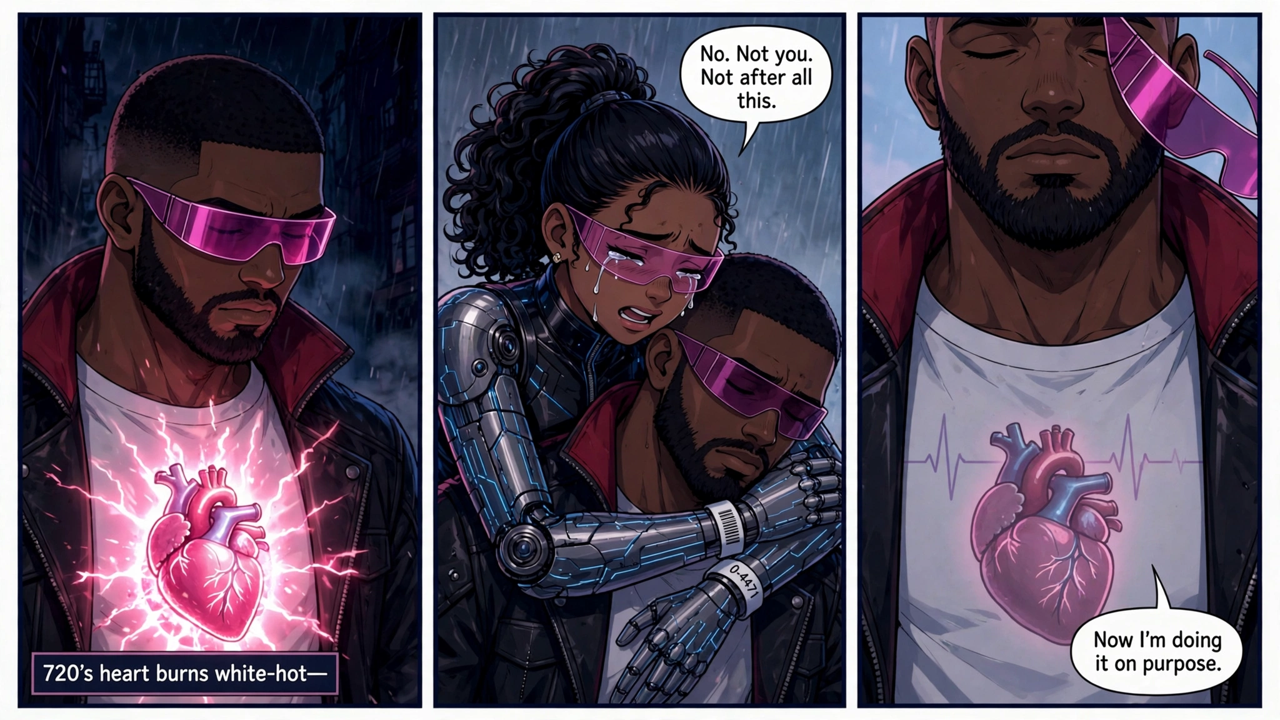 720's heart burns white-hot—
No. Not you.
Not after all
this.
0-4471
Now I'm doing
it on purpose.